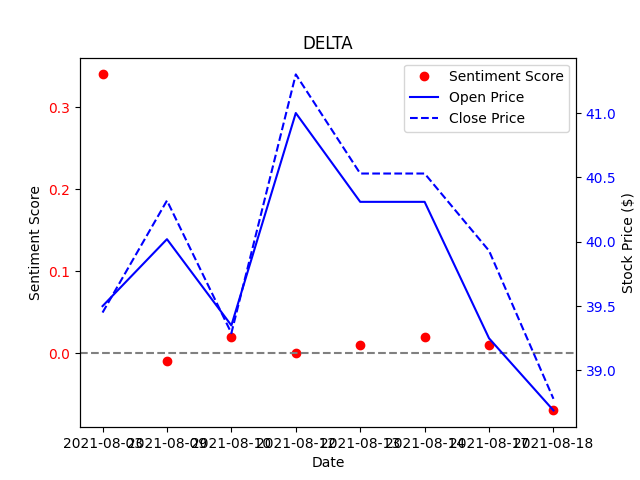 DELTA
Sentiment Score
Open Price
Close Price
0.3
0.2
0.1
0.0
Sentiment Score
41.0
40.5
40.0
39.5
39.0
Stock Price ($)
2021-08-18
Date